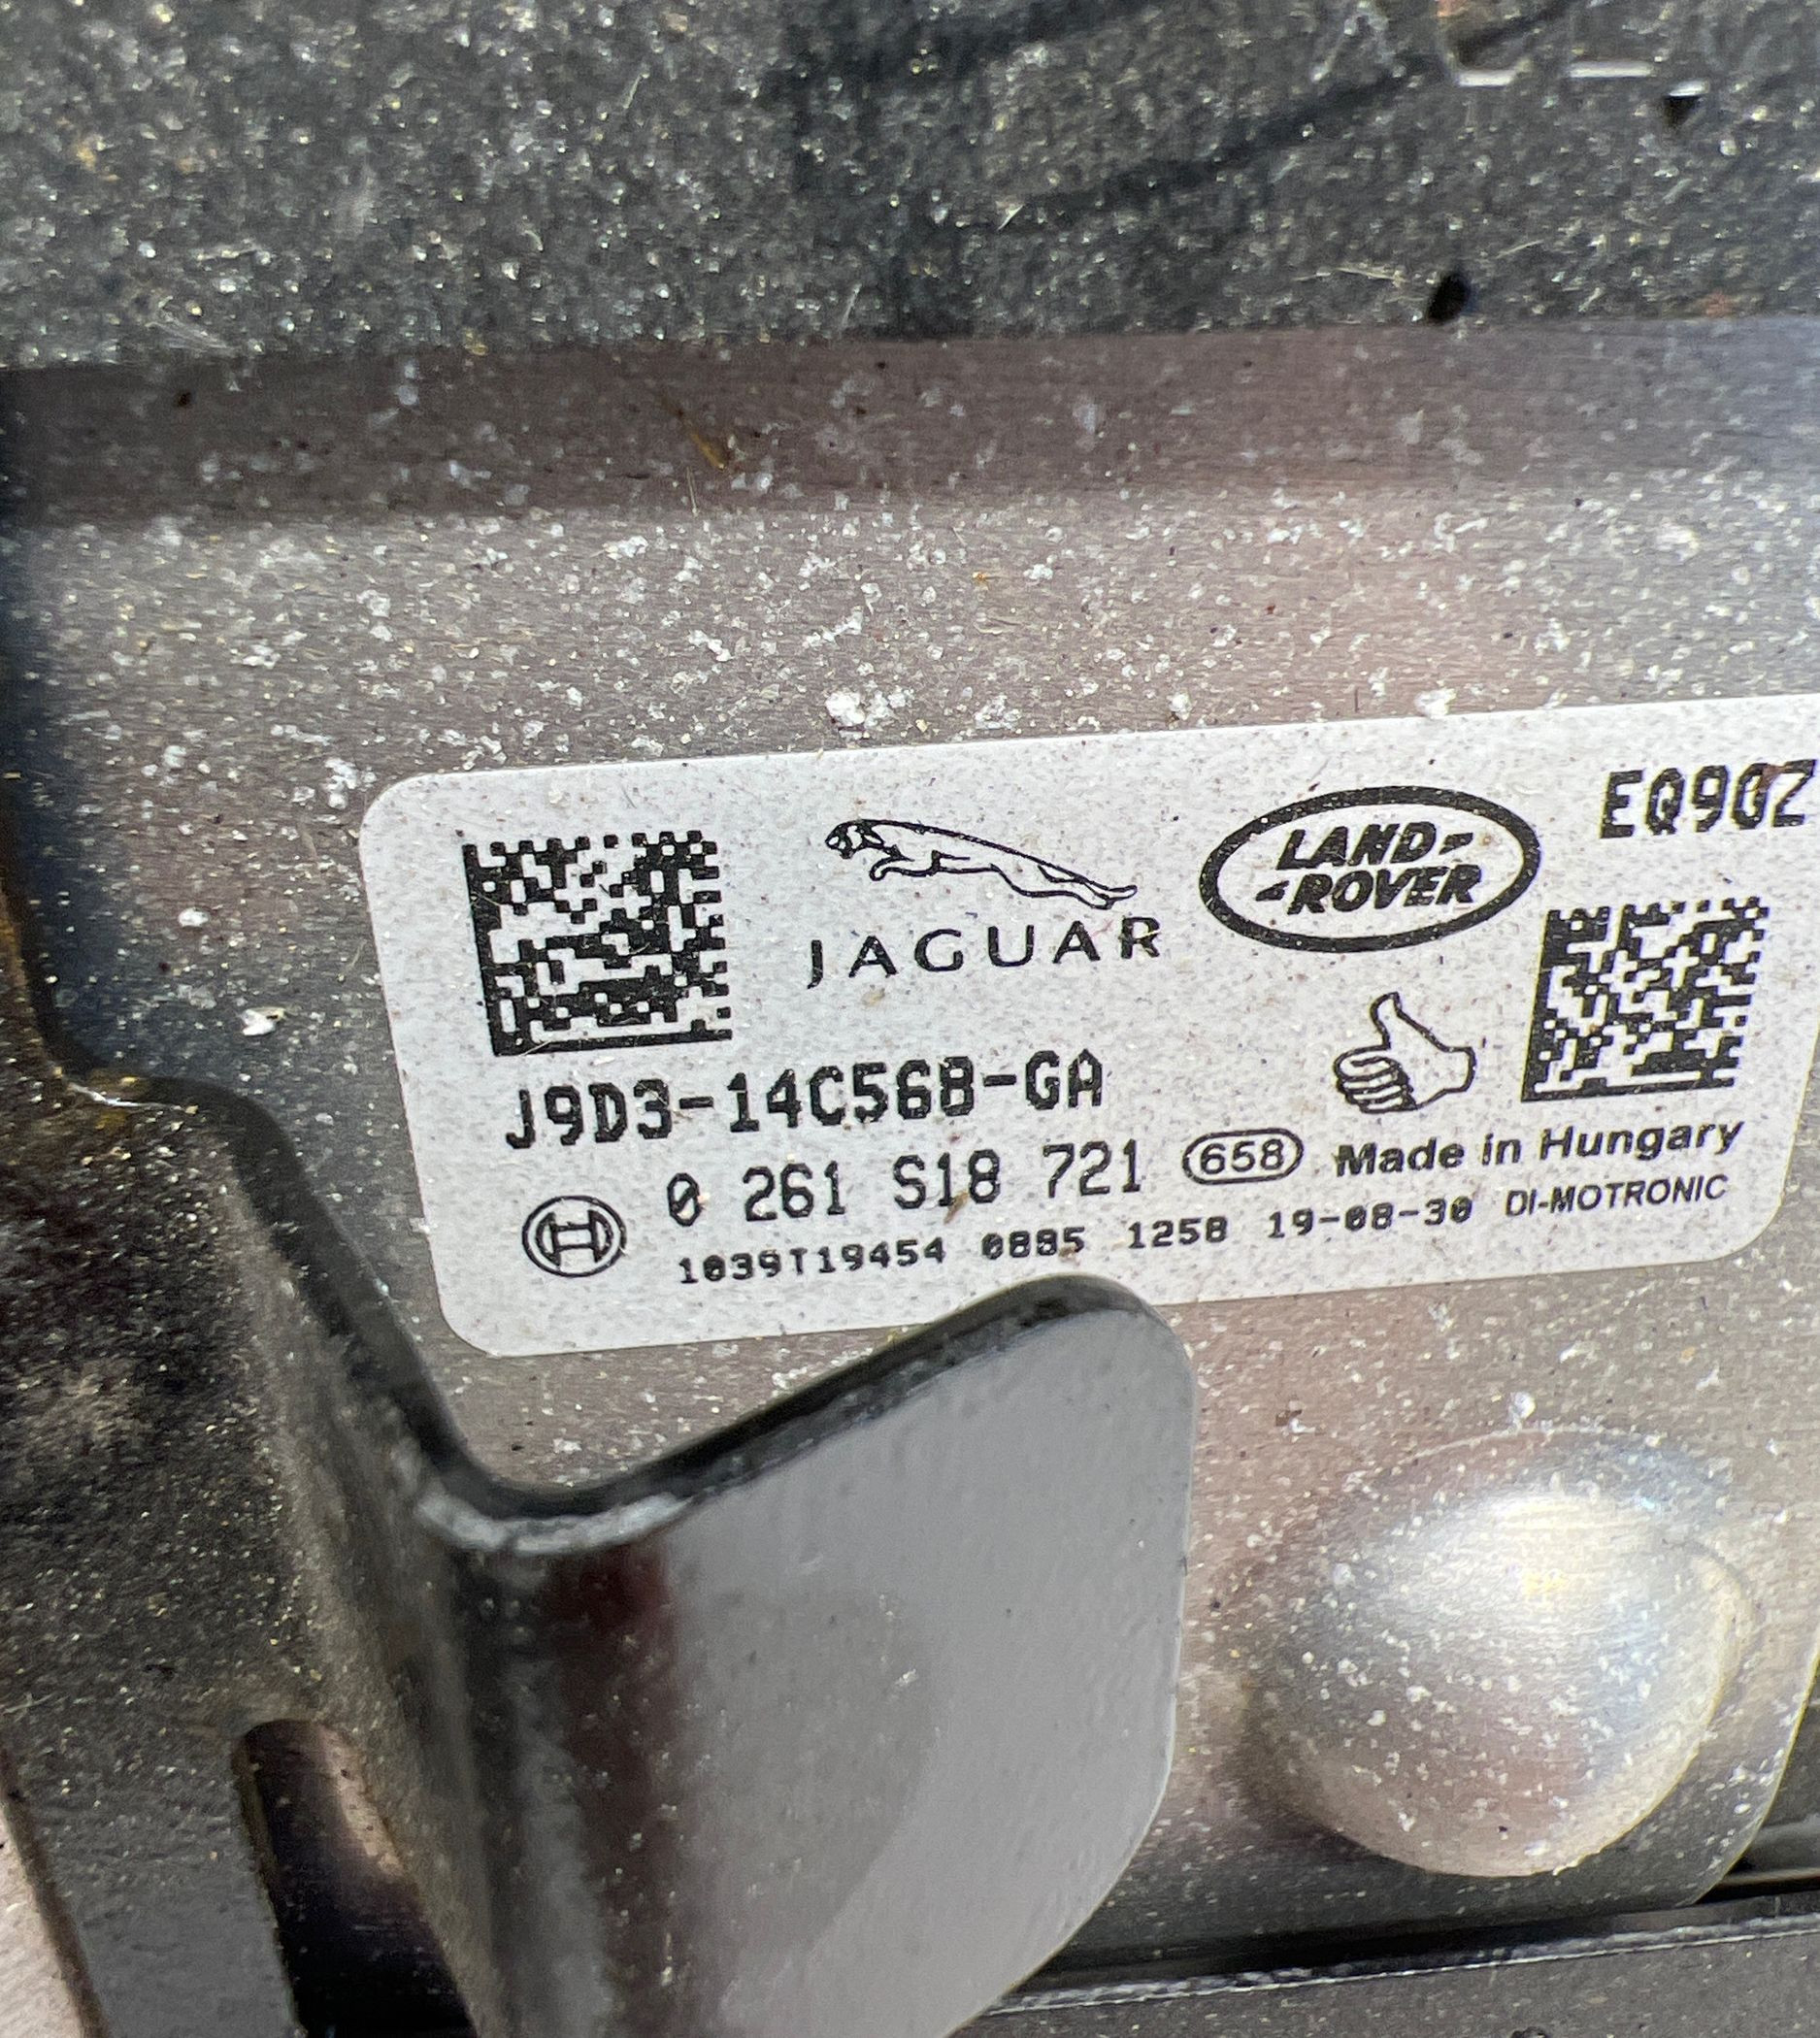 JAGUAR
LAND-
-ROVER
EQ90Z
J9D3-14C568-GA
0 261 S18 721 658 Made in Hungary
1039T19454 0885 1258 19-08-30 DI-MOTRONIC